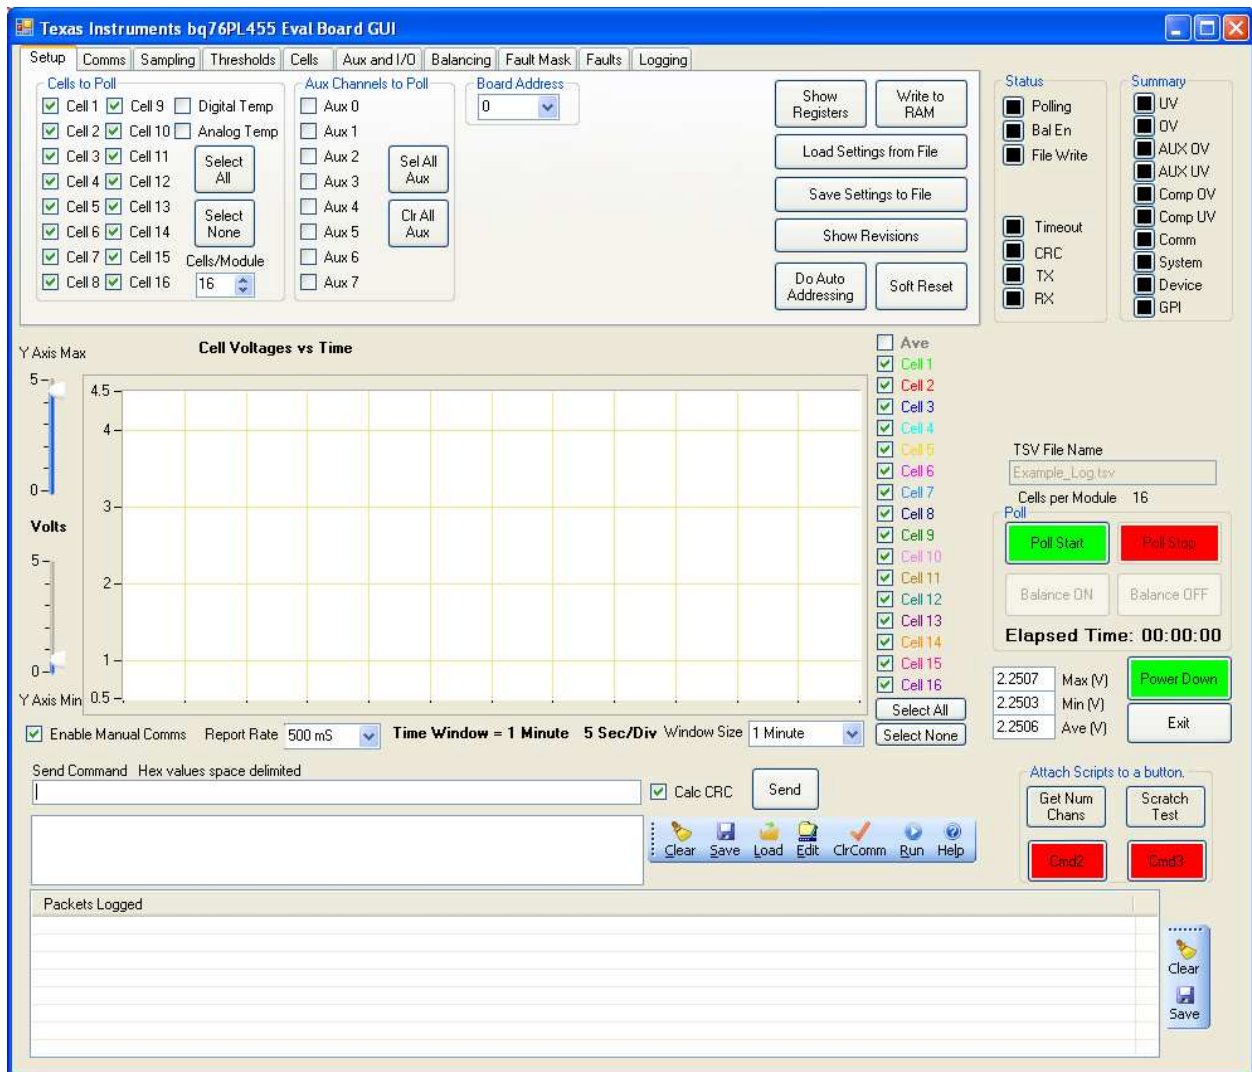 Texas Instruments bq76PL455 Eval Board GUI
Setup Comms Sampling Thresholds Cells Aux and I/O Balancing Fault Mask Faults Logging
Cells to Poll
Cell 1 Cell 9 Digital Temp
Cell 2 Cell 10 Analog Temp
Cell 3 Cell 11
Cell 4 Cell 12
Cell 5 Cell 13
Cell 6 Cell 14
Cell 7 Cell 15
Cell 8 Cell 16
Select All
Select None
Cells/Module
16
Aux Channels to Poll
Aux 0
Aux 1
Aux 2
Aux 3
Aux 4
Aux 5
Aux 6
Aux 7
Sel All Aux
Clr All Aux
Board Address
0
Show Registers
Write to RAM
Load Settings from File
Save Settings to File
Show Revisions
Do Auto Addressing
Soft Reset
Status
Polling
Bal En
File Write
Timeout
CRC
TX
RX
Summary
UV
OV
AUX OV
AUX UV
Comp OV
Comp UV
Comm
System
Device
GPI
Y Axis Max
5
0
Volts
5
0
Y Axis Min
Cell Voltages vs Time
4.5
4
3
2
1
0.5
Ave
Cell 1
Cell 2
Cell 3
Cell 4
Cell 5
Cell 6
Cell 7
Cell 8
Cell 9
Cell 10
Cell 11
Cell 12
Cell 13
Cell 14
Cell 15
Cell 16
Select All
Select None
TSV File Name
Example_Log.tsv
Cells per Module 16
Poll
Poll Start Poll Stop
Balance ON Balance OFF
Elapsed Time: 00:00:00
2.2507 Max (V)
2.2503 Min (V)
2.2506 Ave (V)
Power Down
Exit
Enable Manual Comms Report Rate 500 mS Time Window = 1 Minute 5 Sec/Div Window Size 1 Minute
Send Command Hex values space delimited
Calc CRC Send
Clear Save Load Edit ClrComm Run Help
Attach Scripts to a button.
Get Num Chans
Scratch Test
Cmd2 Cmd3
Packets Logged
Clear
Save